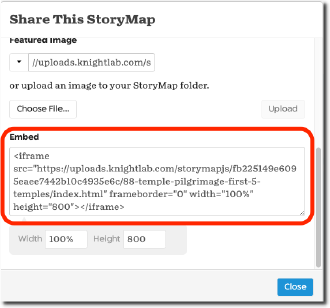 Share This StoryMap
Featured Image
//uploads.knightlab.com/s
or upload an image to your StoryMap folder.
Choose File...
Upload
Embed
<iframe
src="https://uploads.knightlab.com/storymapjs/fb225149e609
5eaee7442b10c4935e6c/88-temple-pilgrimage-first-5-
temples/index.html" frameborder="0" width="100%"
height="800"></iframe>
Width 100% Height 800
Close